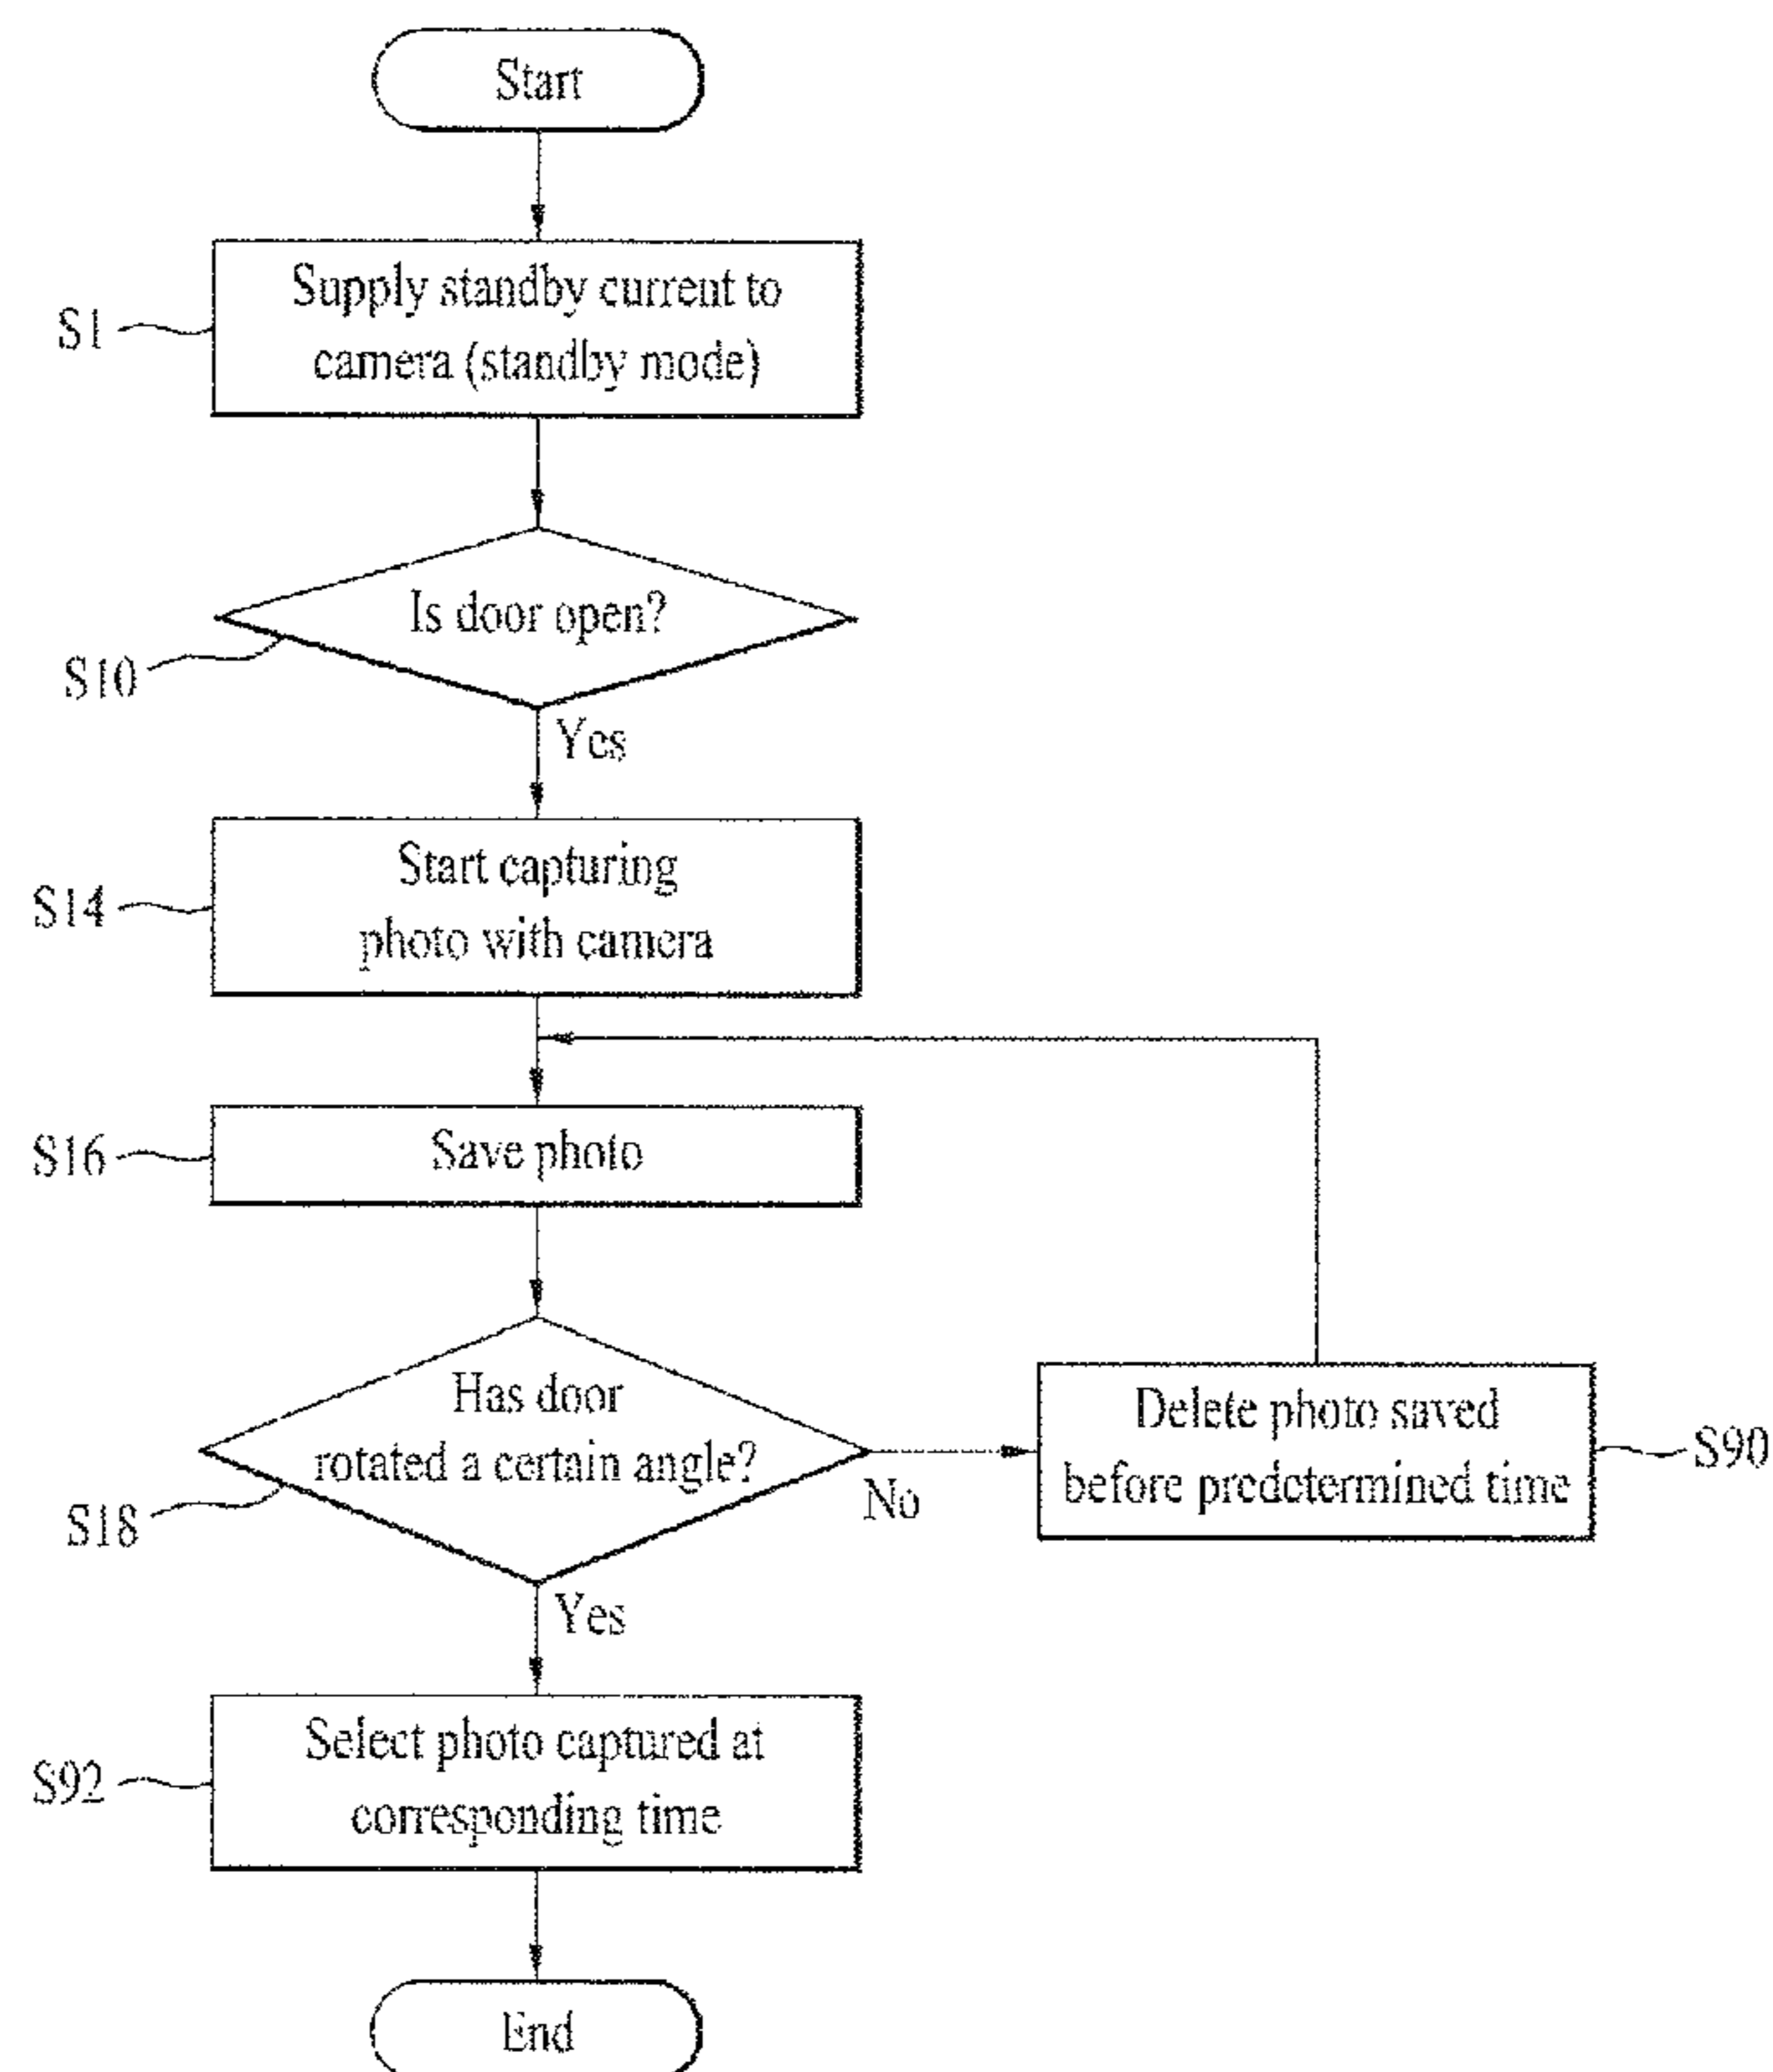 Start
Supply standby current to
camera (standby mode)
S1
Is door open?
S10
Yes
Start capturing
photo with camera
S14
Save photo
S16
Has door
rotated a certain angle?
S18
No
Delete photo saved
before predetermined time
S90
Yes
Select photo captured at
corresponding time
S92
End